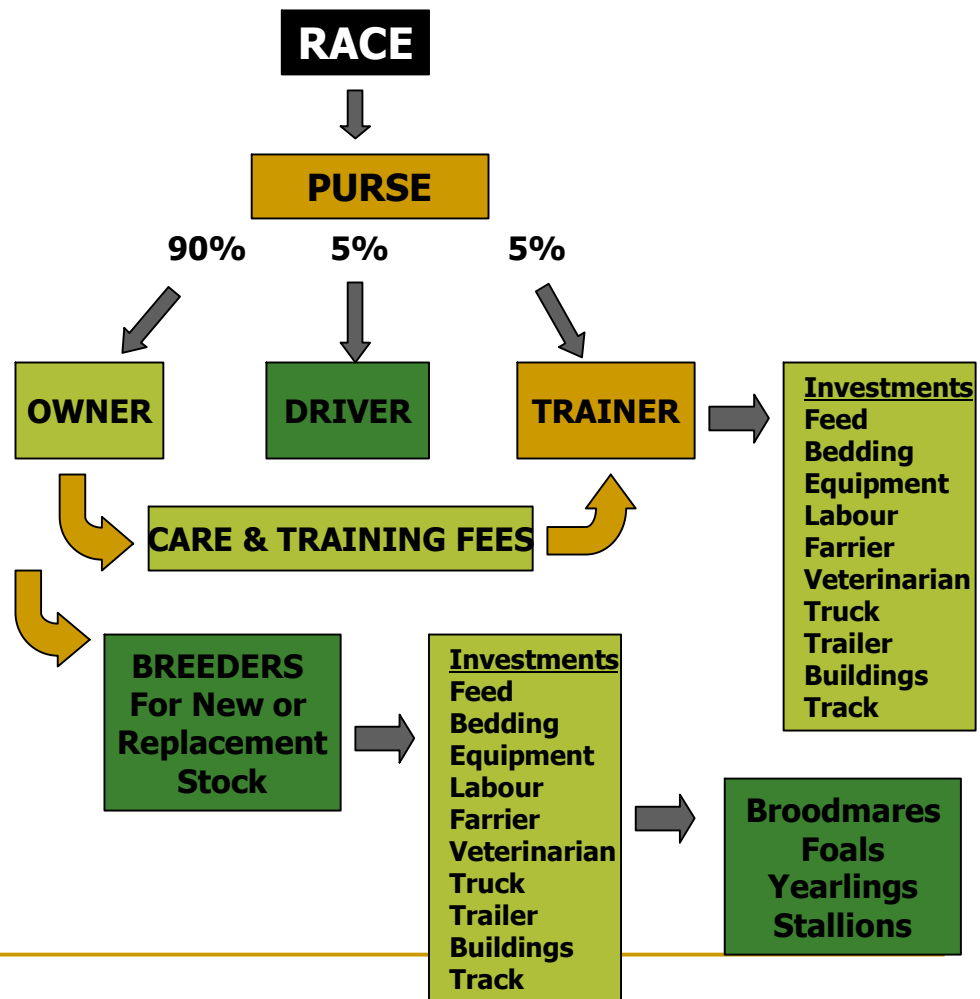 RACE
PURSE
90% 5% 5%
OWNER
DRIVER
TRAINER
Investments
Feed
Bedding
Equipment
Labour
Farrier
Veterinarian
Truck
Trailer
Buildings
Track
CARE & TRAINING FEES
BREEDERS
For New or
Replacement
Stock
Investments
Feed
Bedding
Equipment
Labour
Farrier
Veterinarian
Truck
Trailer
Buildings
Track
Broodmares
Foals
Yearlings
Stallions